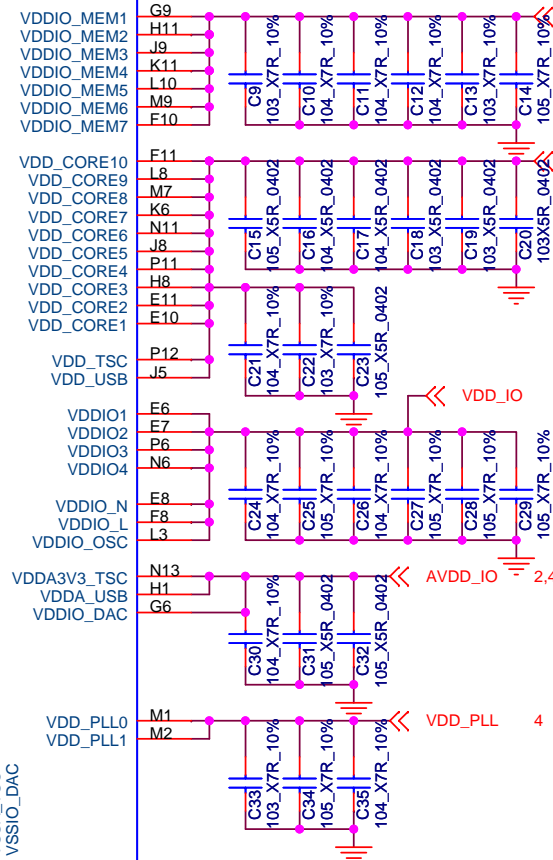 VDDIO_MEM1 G9
VDDIO_MEM2 H11
VDDIO_MEM3 J9
VDDIO_MEM4 K11
VDDIO_MEM5 L10
VDDIO_MEM6 M9
VDDIO_MEM7 F10
C9 103_X7R_10%
C10 104_X7R_10%
C11 104_X7R_10%
C12 104_X7R_10%
C13 103_X7R_10%
C14 105_X7R_10%
VDD_CORE10 F11
VDD_CORE9 L8
VDD_CORE8 M7
VDD_CORE7 K6
VDD_CORE6 N11
VDD_CORE5 J8
VDD_CORE4 P11
VDD_CORE3 H8
VDD_CORE2 E11
VDD_CORE1 E10
VDD_TSC P12
VDD_USB J5
C15 105_X5R_0402
C16 104_X5R_0402
C17 104_X5R_0402
C18 103_X5R_0402
C19 103_X5R_0402
C20 103X5R_0402
C21 104_X7R_10%
C22 103_X7R_10%
C23 105_X5R_0402
VDD_IO
VDDIO1 E6
VDDIO2 E7
VDDIO3 P6
VDDIO4 N6
VDDIO_N E8
VDDIO_L F8
VDDIO_OSC L3
C24 104_X7R_10%
C25 105_X7R_10%
C26 104_X7R_10%
C27 105_X7R_10%
C28 105_X7R_10%
C29 105_X7R_10%
VDDA3V3_TSC N13
VDDA_USB H1
VDDIO_DAC G6
AVDD_IO 2,4
C30 104_X7R_10%
C31 105_X5R_0402
C32 105_X5R_0402
VDD_PLL0 M1
VDD_PLL1 M2
VDD_PLL 4
C33 103_X7R_10%
C34 105_X7R_10%
C35 104_X7R_10%
VSSIO_DAC